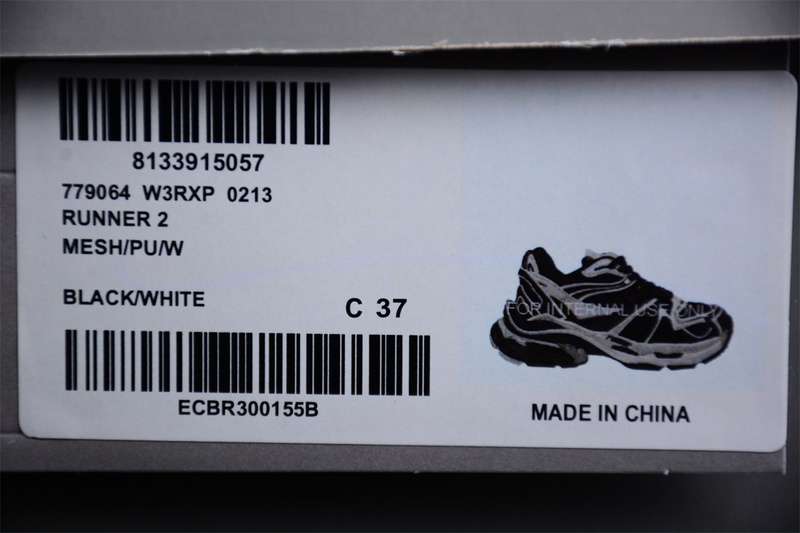 8133915057
779064 W3RXP 0213
RUNNER 2
MESH/PU/W
BLACK/WHITE
C 37
FOR INTERNAL USE ONLY
ECBR300155B
MADE IN CHINA